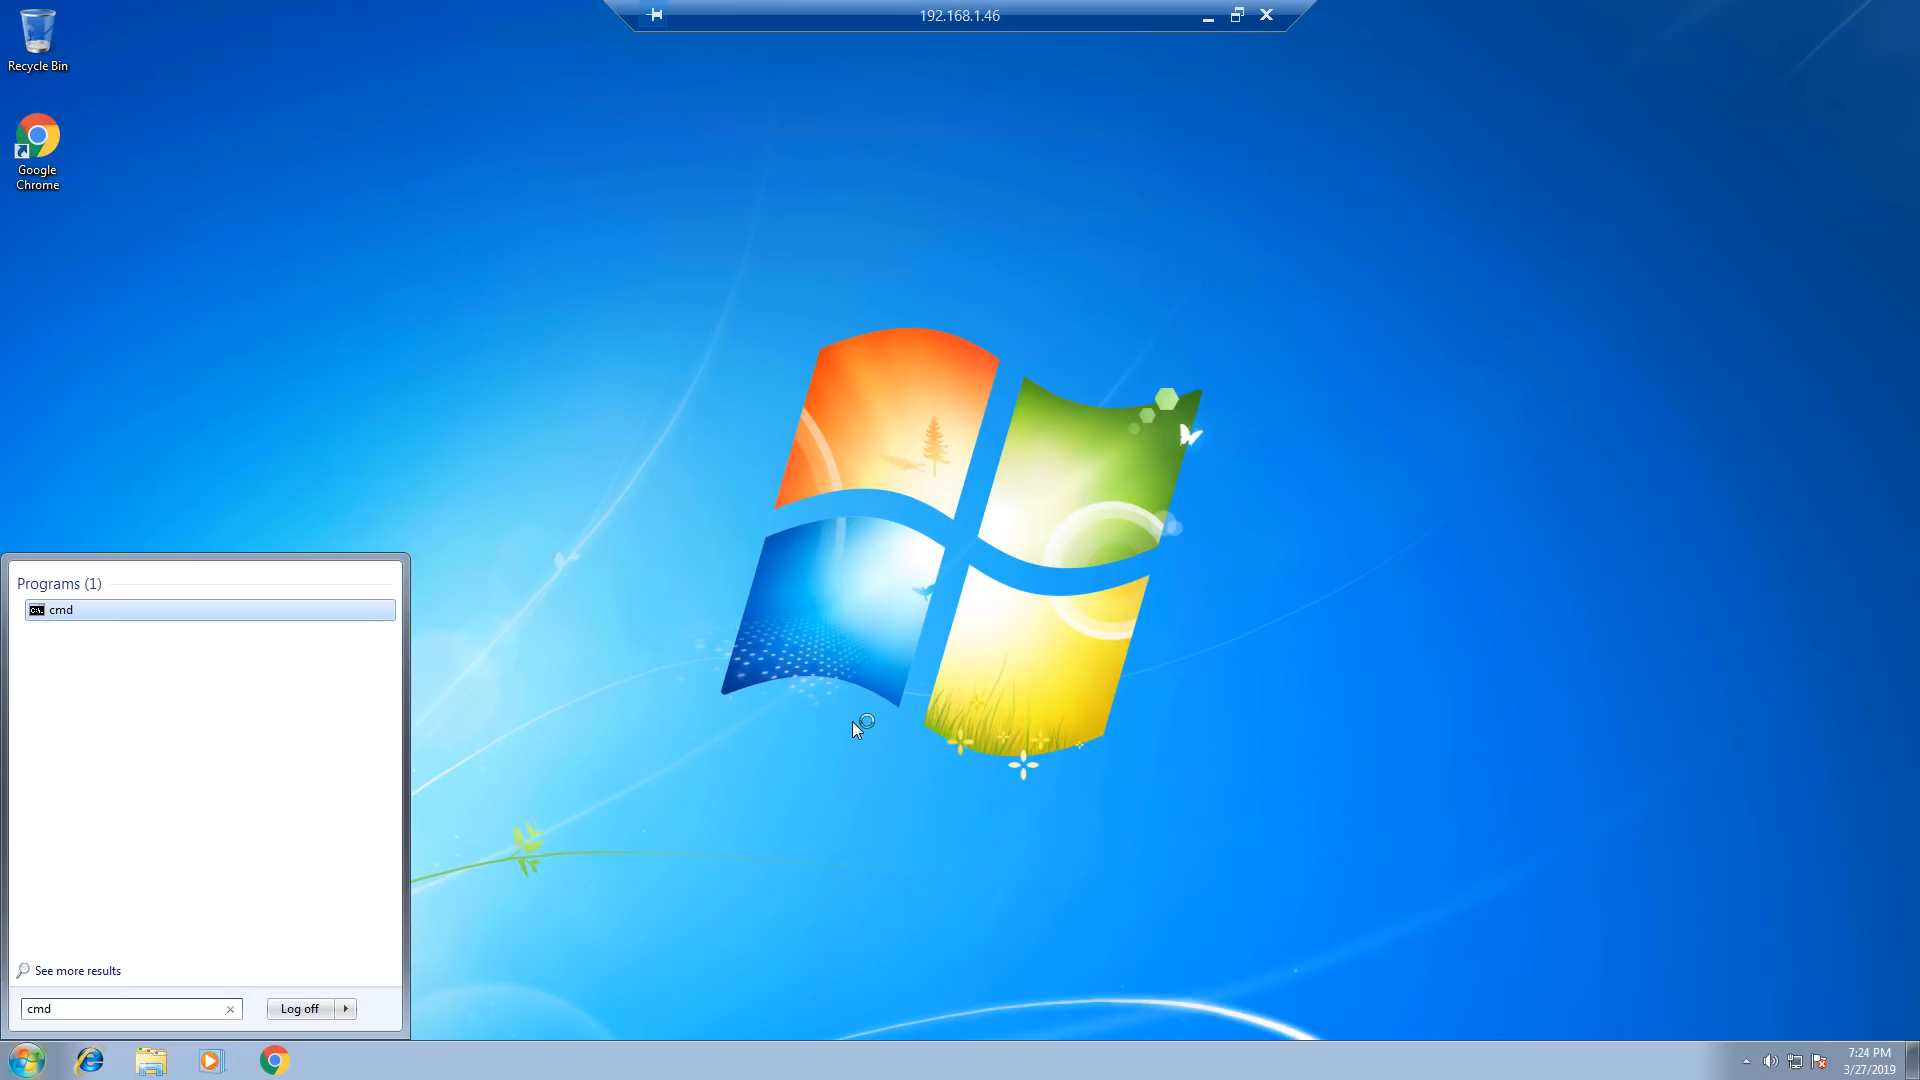 192.168.1.46
Recycle Bin
Google
Chrome
Programs (1)
cmd
See more results
cmd
Log off
7:24 PM
3/27/2019